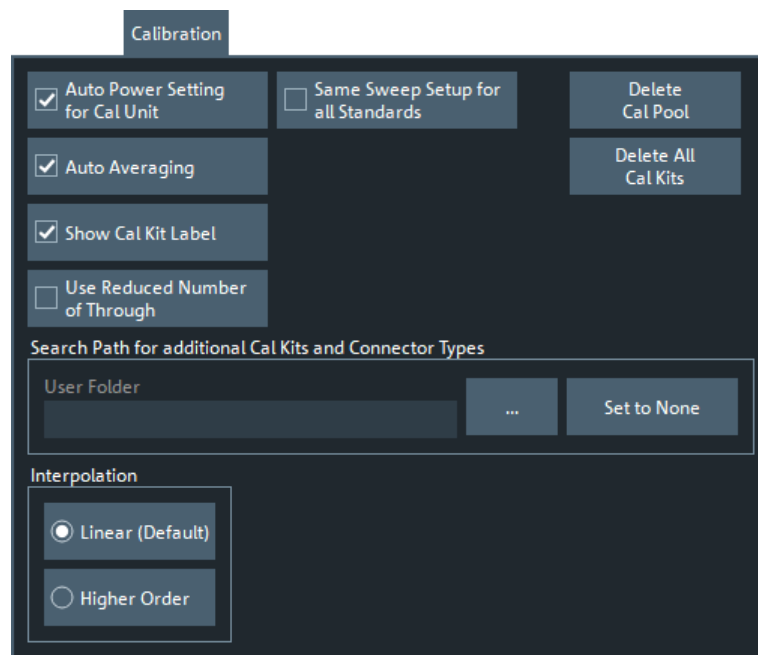 Calibration
Auto Power Setting
for Cal Unit
Same Sweep Setup for
all Standards
Delete
Cal Pool
Auto Averaging
Delete All
Cal Kits
Show Cal Kit Label
Use Reduced Number
of Through
Search Path for additional Cal Kits and Connector Types
User Folder
...
Set to None
Interpolation
Linear (Default)
Higher Order